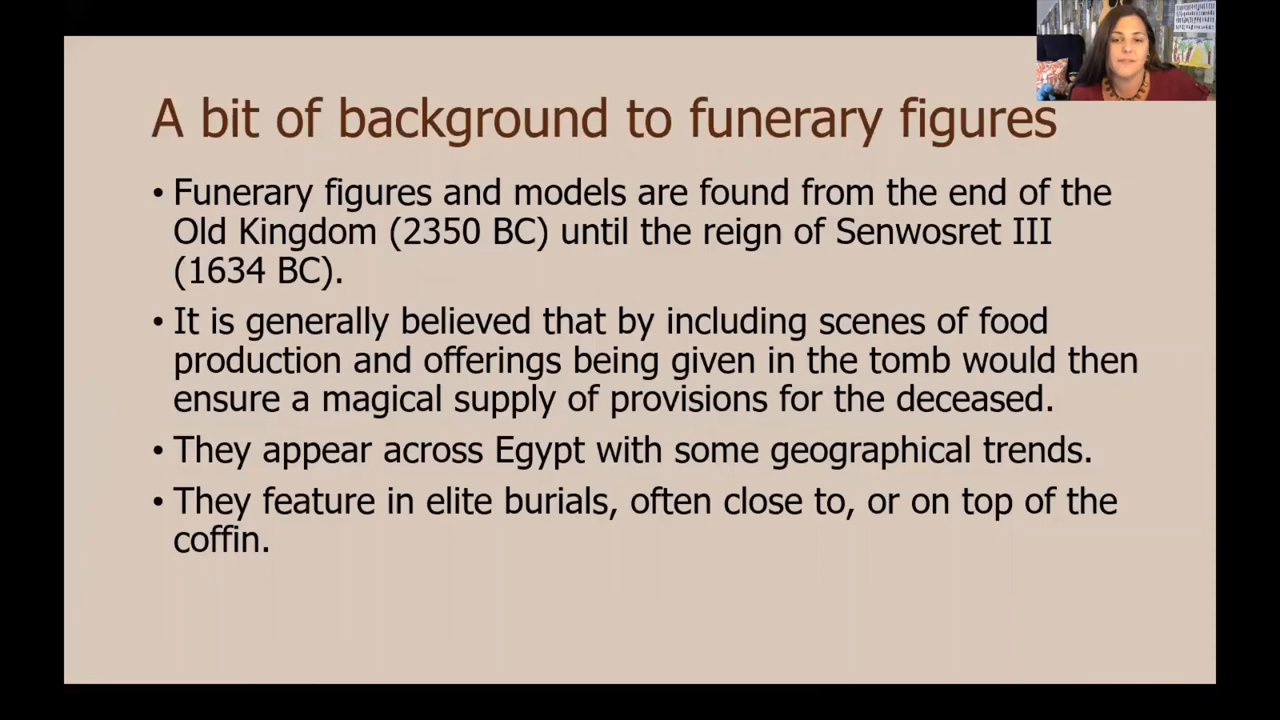 A bit of background to funerary figures
• Funerary figures and models are found from the end of the
Old Kingdom (2350 BC) until the reign of Senwosret III
(1634 BC).
• It is generally believed that by including scenes of food
production and offerings being given in the tomb would then
ensure a magical supply of provisions for the deceased.
• They appear across Egypt with some geographical trends.
• They feature in elite burials, often close to, or on top of the
coffin.